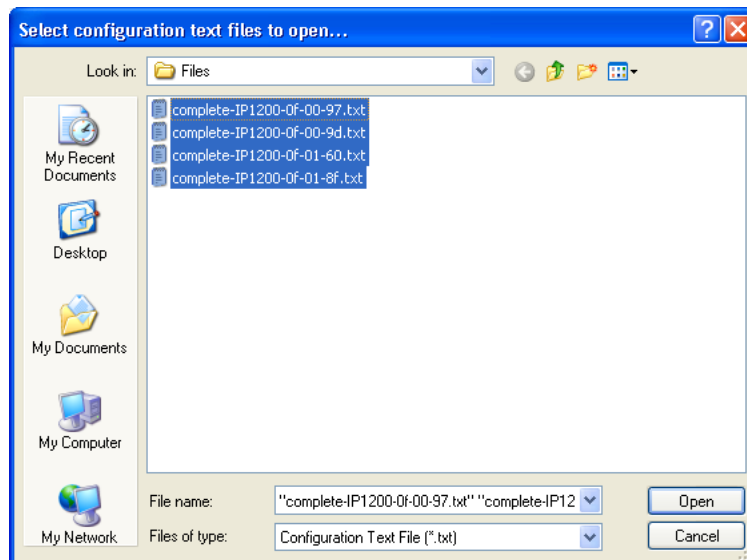 Select configuration text files to open...
Look in:
Files
My Recent
Documents
Desktop
My Documents
My Computer
My Network
complete-IP1200-0f-00-97.txt
complete-IP1200-0f-00-9d.txt
complete-IP1200-0f-01-60.txt
complete-IP1200-0f-01-8f.txt
File name:
"complete-IP1200-0f-00-97.txt" "complete-IP12
Open
Files of type:
Configuration Text File (*.txt)
Cancel